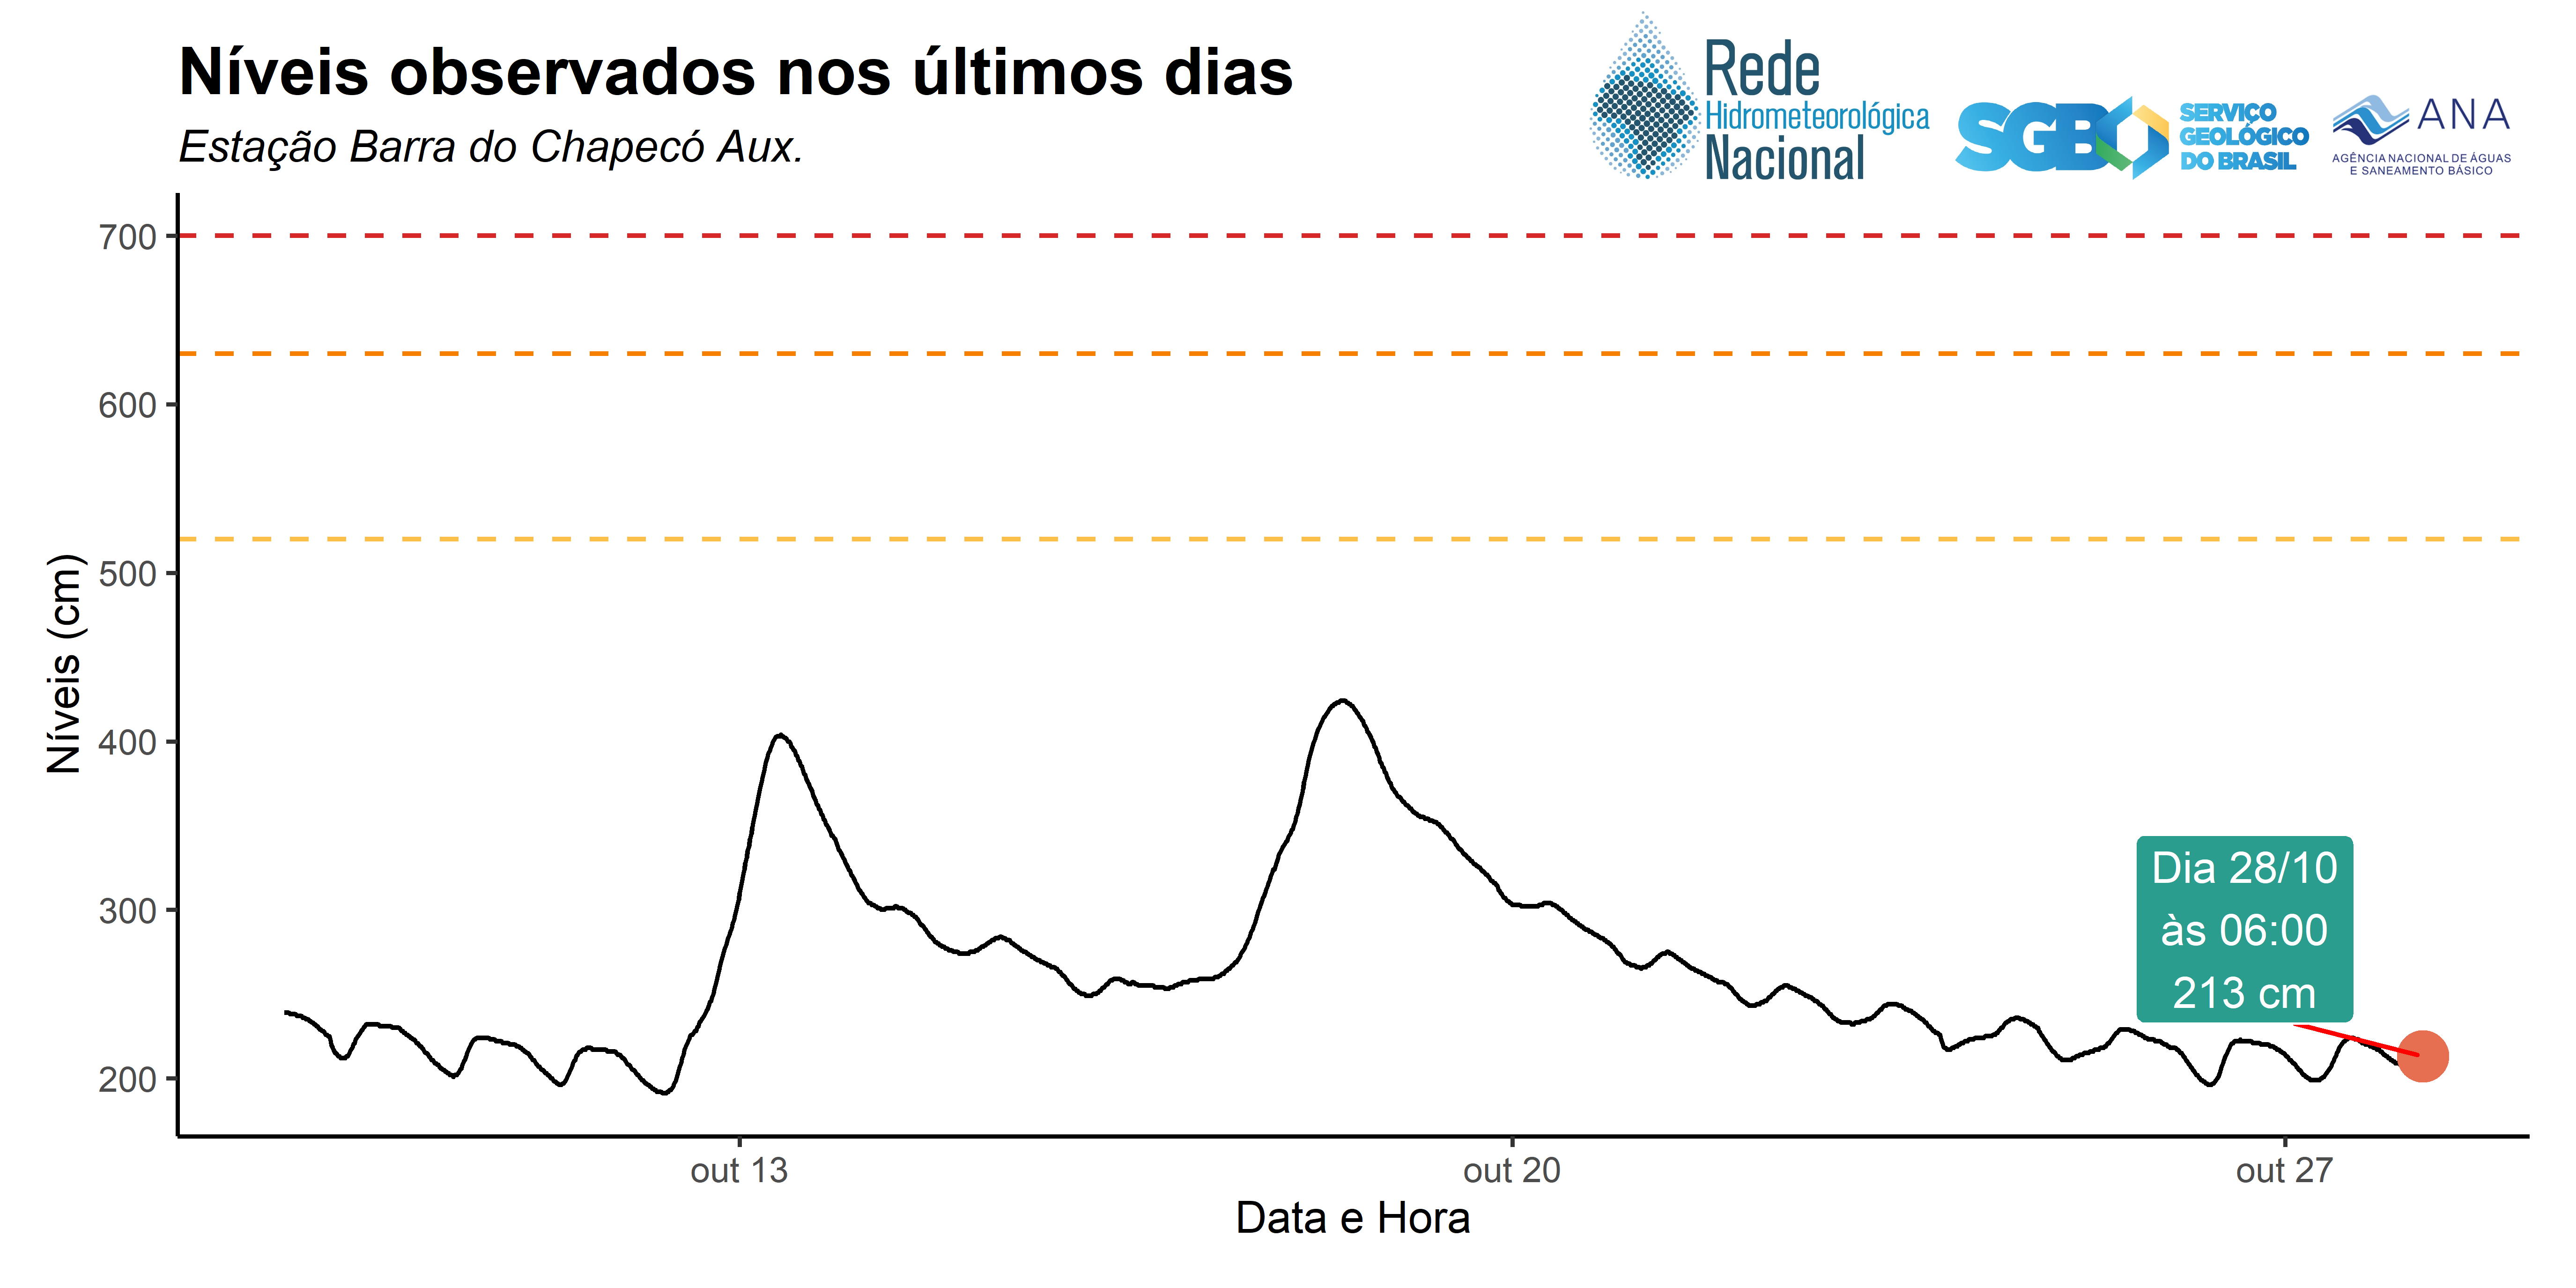 Níveis observados nos últimos dias
Estação Barra do Chapecó Aux.
Rede
Hidrometeorológica
Nacional
SGB
SERVIÇO
GEOLÓGICO
DO BRASIL
ANA
AGÊNCIA NACIONAL DE ÁGUAS
E SANEAMENTO BÁSICO
Níveis (cm)
700
600
500
400
300
200
Dia 28/10
às 06:00
213 cm
out 13
out 20
out 27
Data e Hora